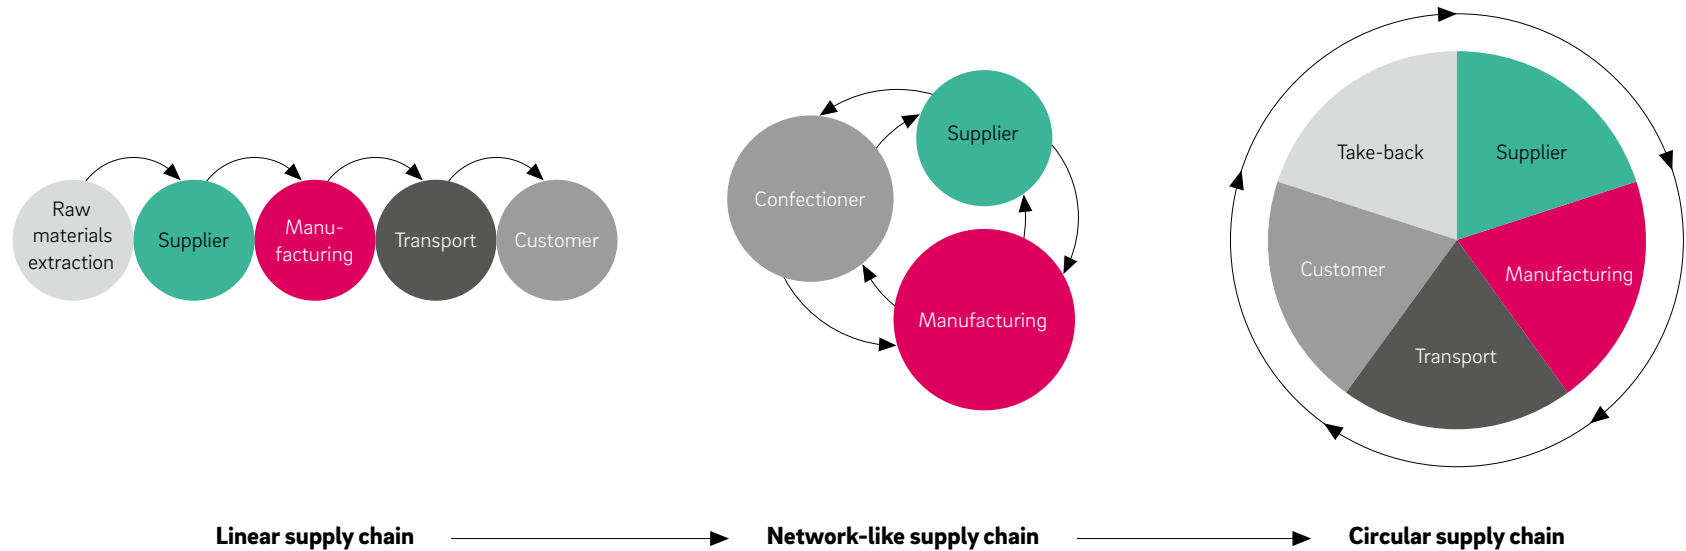 Raw
materials
extraction
Supplier
Manu-
facturing
Transport
Customer
Supplier
Confectioner
Manufacturing
Take-back
Supplier
Customer
Manufacturing
Transport
Linear supply chain
Network-like supply chain
Circular supply chain